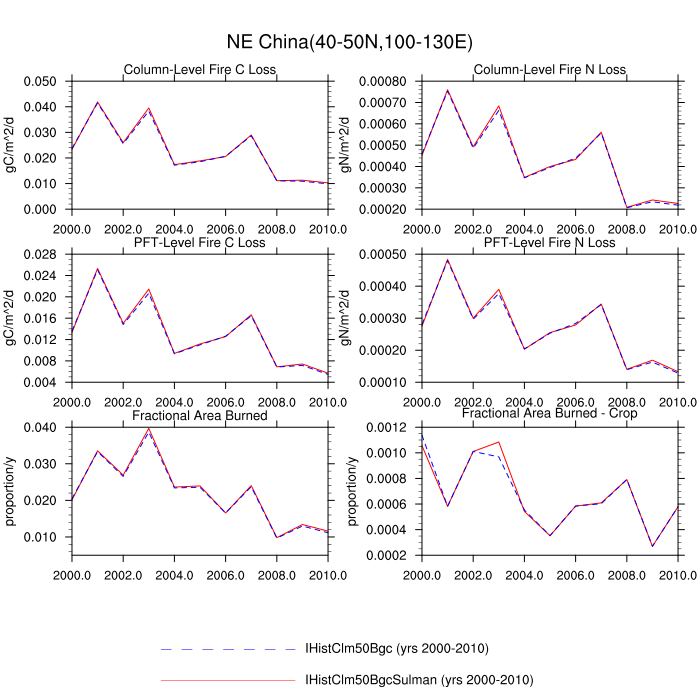 NE China(40-50N,100-130E)
Column-Level Fire C Loss
gC/m^2/d
0.050
0.040
0.030
0.020
0.010
0.000
2000.0 2002.0 2004.0 2006.0 2008.0 2010.0
Column-Level Fire N Loss
gN/m^2/d
0.00080
0.00070
0.00060
0.00050
0.00040
0.00030
0.00020
2000.0 2002.0 2004.0 2006.0 2008.0 2010.0
PFT-Level Fire C Loss
gC/m^2/d
0.028
0.024
0.020
0.016
0.012
0.008
0.004
2000.0 2002.0 2004.0 2006.0 2008.0 2010.0
PFT-Level Fire N Loss
gN/m^2/d
0.00050
0.00040
0.00030
0.00020
0.00010
2000.0 2002.0 2004.0 2006.0 2008.0 2010.0
Fractional Area Burned
proportion/y
0.040
0.030
0.020
0.010
2000.0 2002.0 2004.0 2006.0 2008.0 2010.0
Fractional Area Burned - Crop
proportion/y
0.0012
0.0010
0.0008
0.0006
0.0004
0.0002
2000.0 2002.0 2004.0 2006.0 2008.0 2010.0
IHistClm50Bgc (yrs 2000-2010)
IHistClm50BgcSulman (yrs 2000-2010)